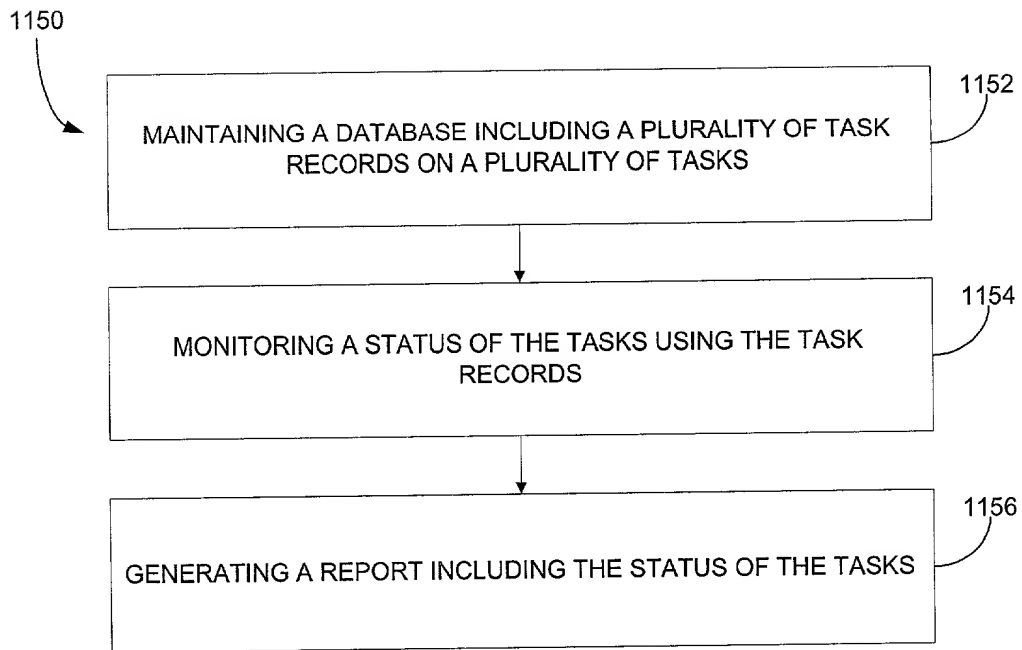 1150
1152
MAINTAINING A DATABASE INCLUDING A PLURALITY OF TASK
RECORDS ON A PLURALITY OF TASKS
1154
MONITORING A STATUS OF THE TASKS USING THE TASK
RECORDS
1156
GENERATING A REPORT INCLUDING THE STATUS OF THE TASKS